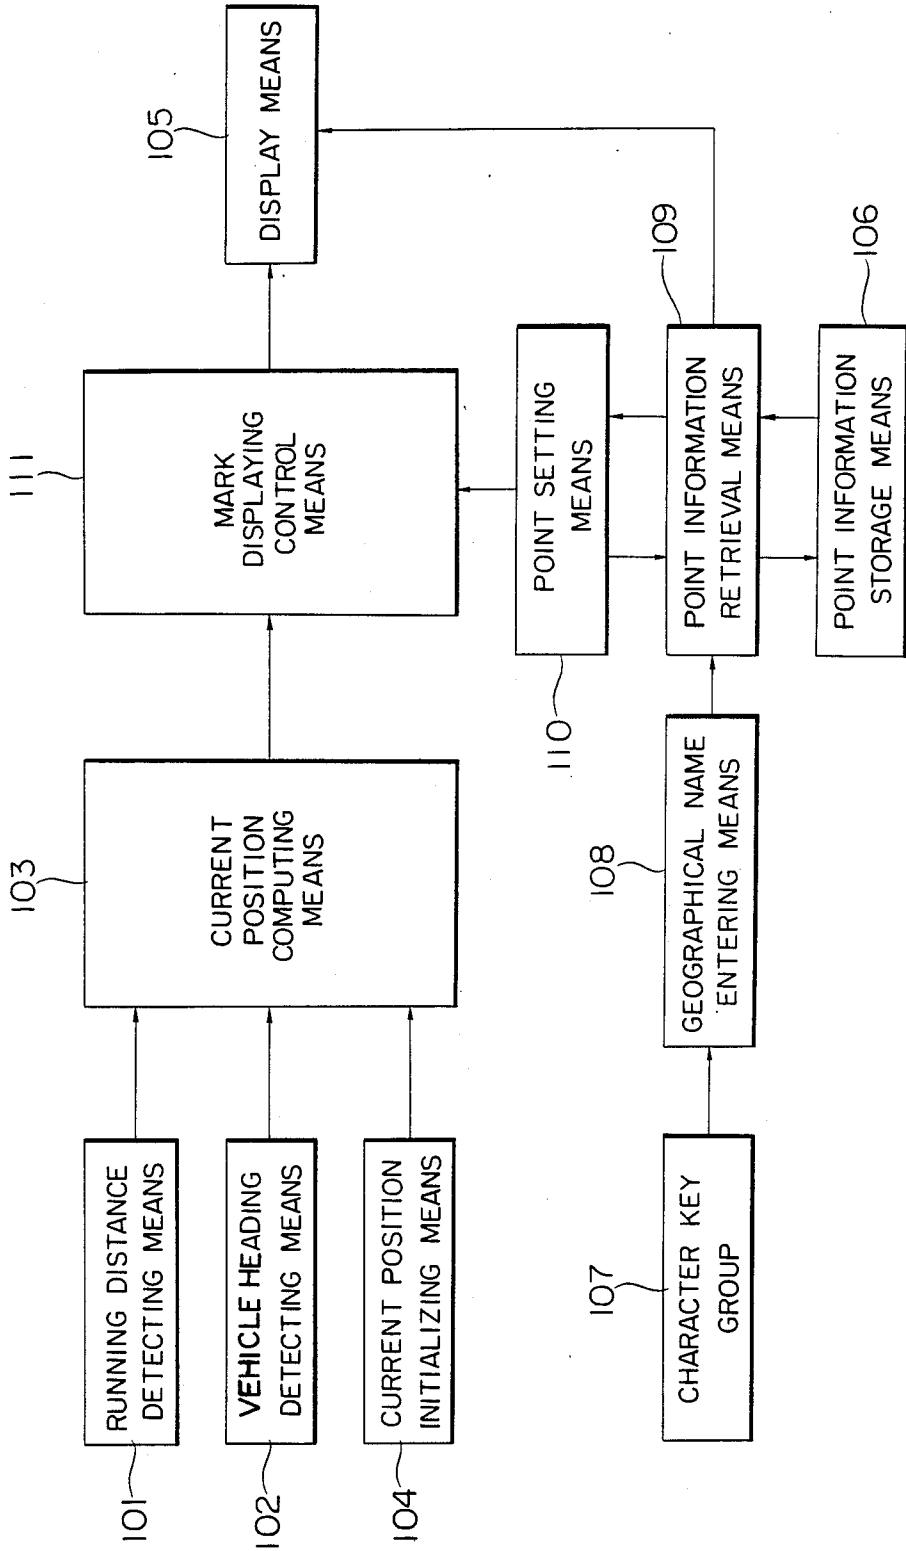 101
RUNNING DISTANCE
DETECTING MEANS
102
VEHICLE HEADING
DETECTING MEANS
104
CURRENT POSITION
INITIALIZING MEANS
103
CURRENT
POSITION
COMPUTING
MEANS
111
MARK
DISPLAYING
CONTROL
MEANS
105
DISPLAY MEANS
110
POINT SETTING
MEANS
107
CHARACTER KEY
GROUP
108
GEOGRAPHICAL NAME
ENTERING MEANS
109
POINT INFORMATION
RETRIEVAL MEANS
106
POINT INFORMATION
STORAGE MEANS